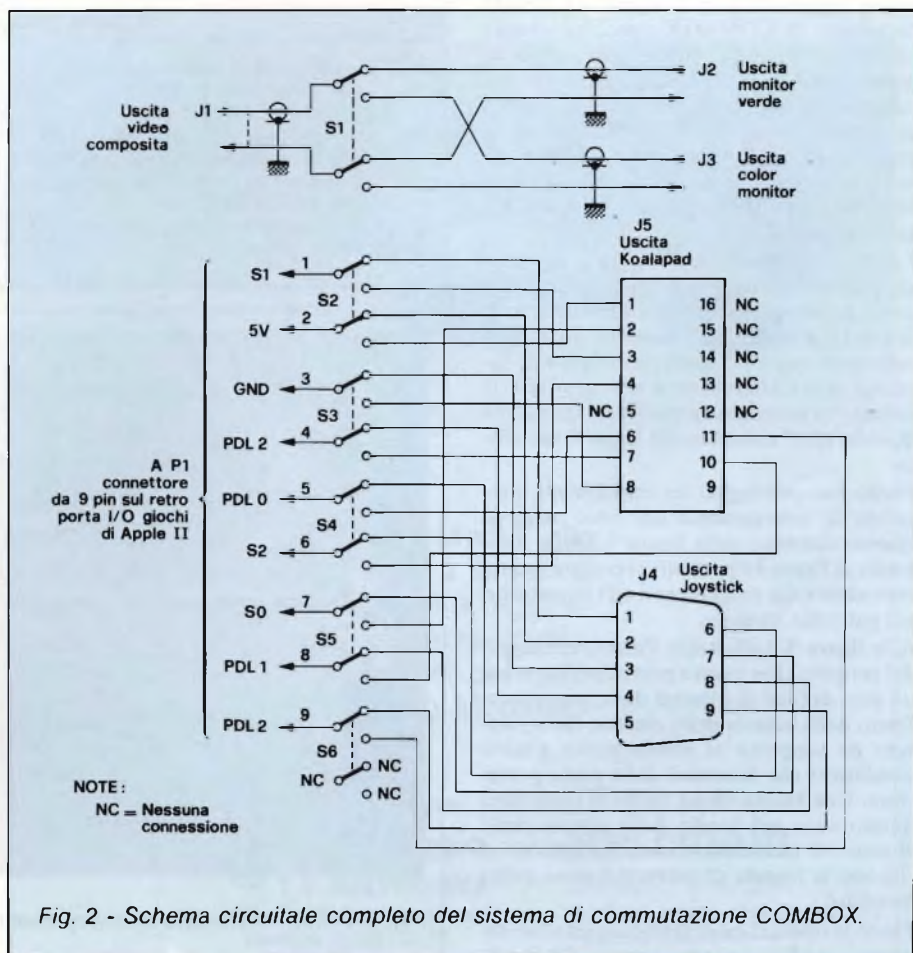 J1
Uscita
video
composita
S1
J2 Uscita
monitor
verde
J3 Uscita
color
monitor
J5
Uscita
Koalapad
A P1
connettore
da 9 pin sul retro
porta I/O giochi
di Apple II
S1 1
5V 2
S2
GND 3
PDL 2 4
S3
PDL 0 5
S2 6
S4
S0 7
PDL 1 8
S5
PDL 2 9
S6
NC NC
NC
1 16 NC
2 15 NC
3 14 NC
4 13 NC
NC 5 12 NC
6 11
7 10
8 9
J4 Uscita
Joystick
1 6
2 7
3 8
4 9
5
NOTE :
NC = Nessuna
connessione
Fig. 2 - Schema circuitale completo del sistema di commutazione COMBOX.